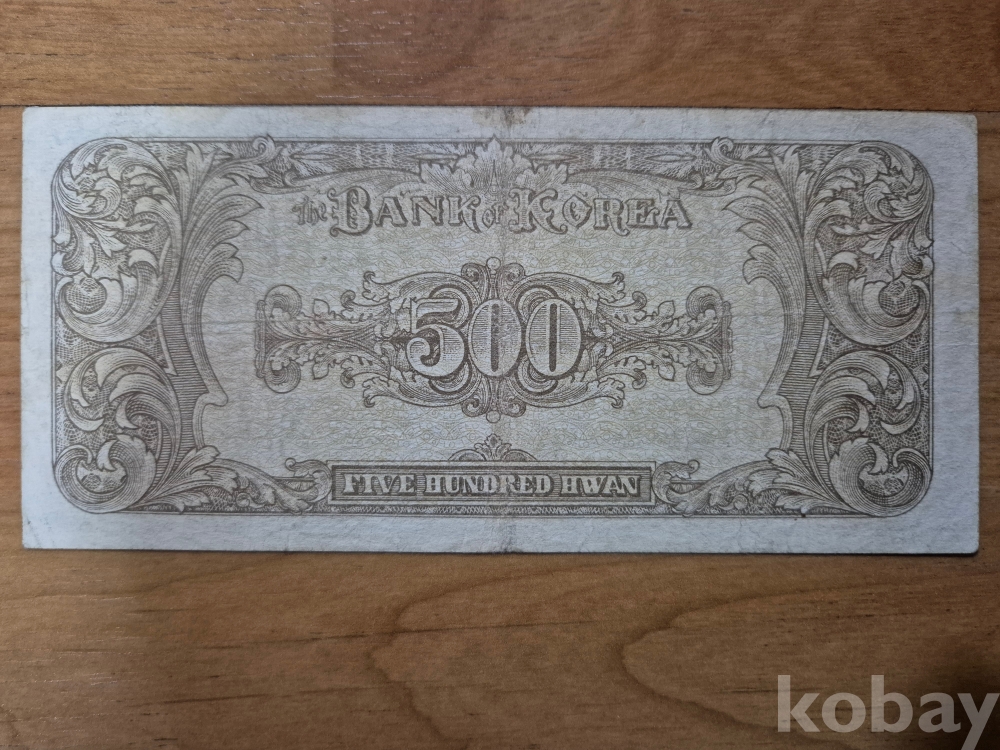 The BANK of KOREA
500
FIVE HUNDRED HWAN
kobay